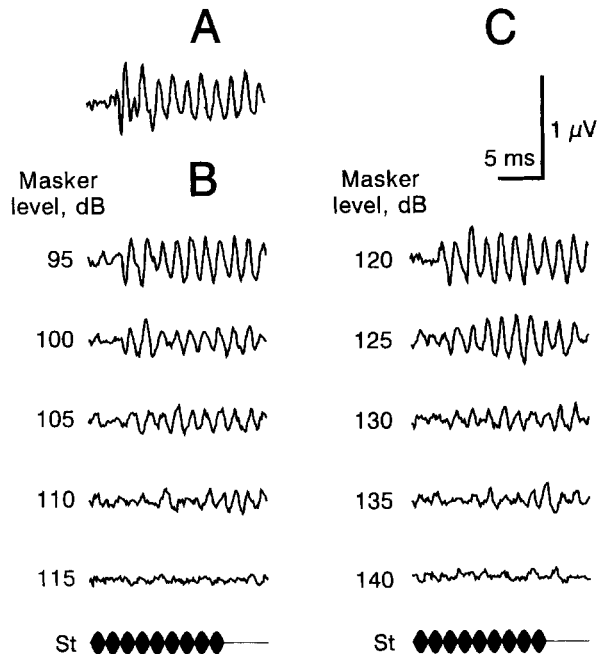 A
C
1 μV
5 ms
Masker
level, dB
B
95
100
105
110
115
St
Masker
level, dB
120
125
130
135
140
St